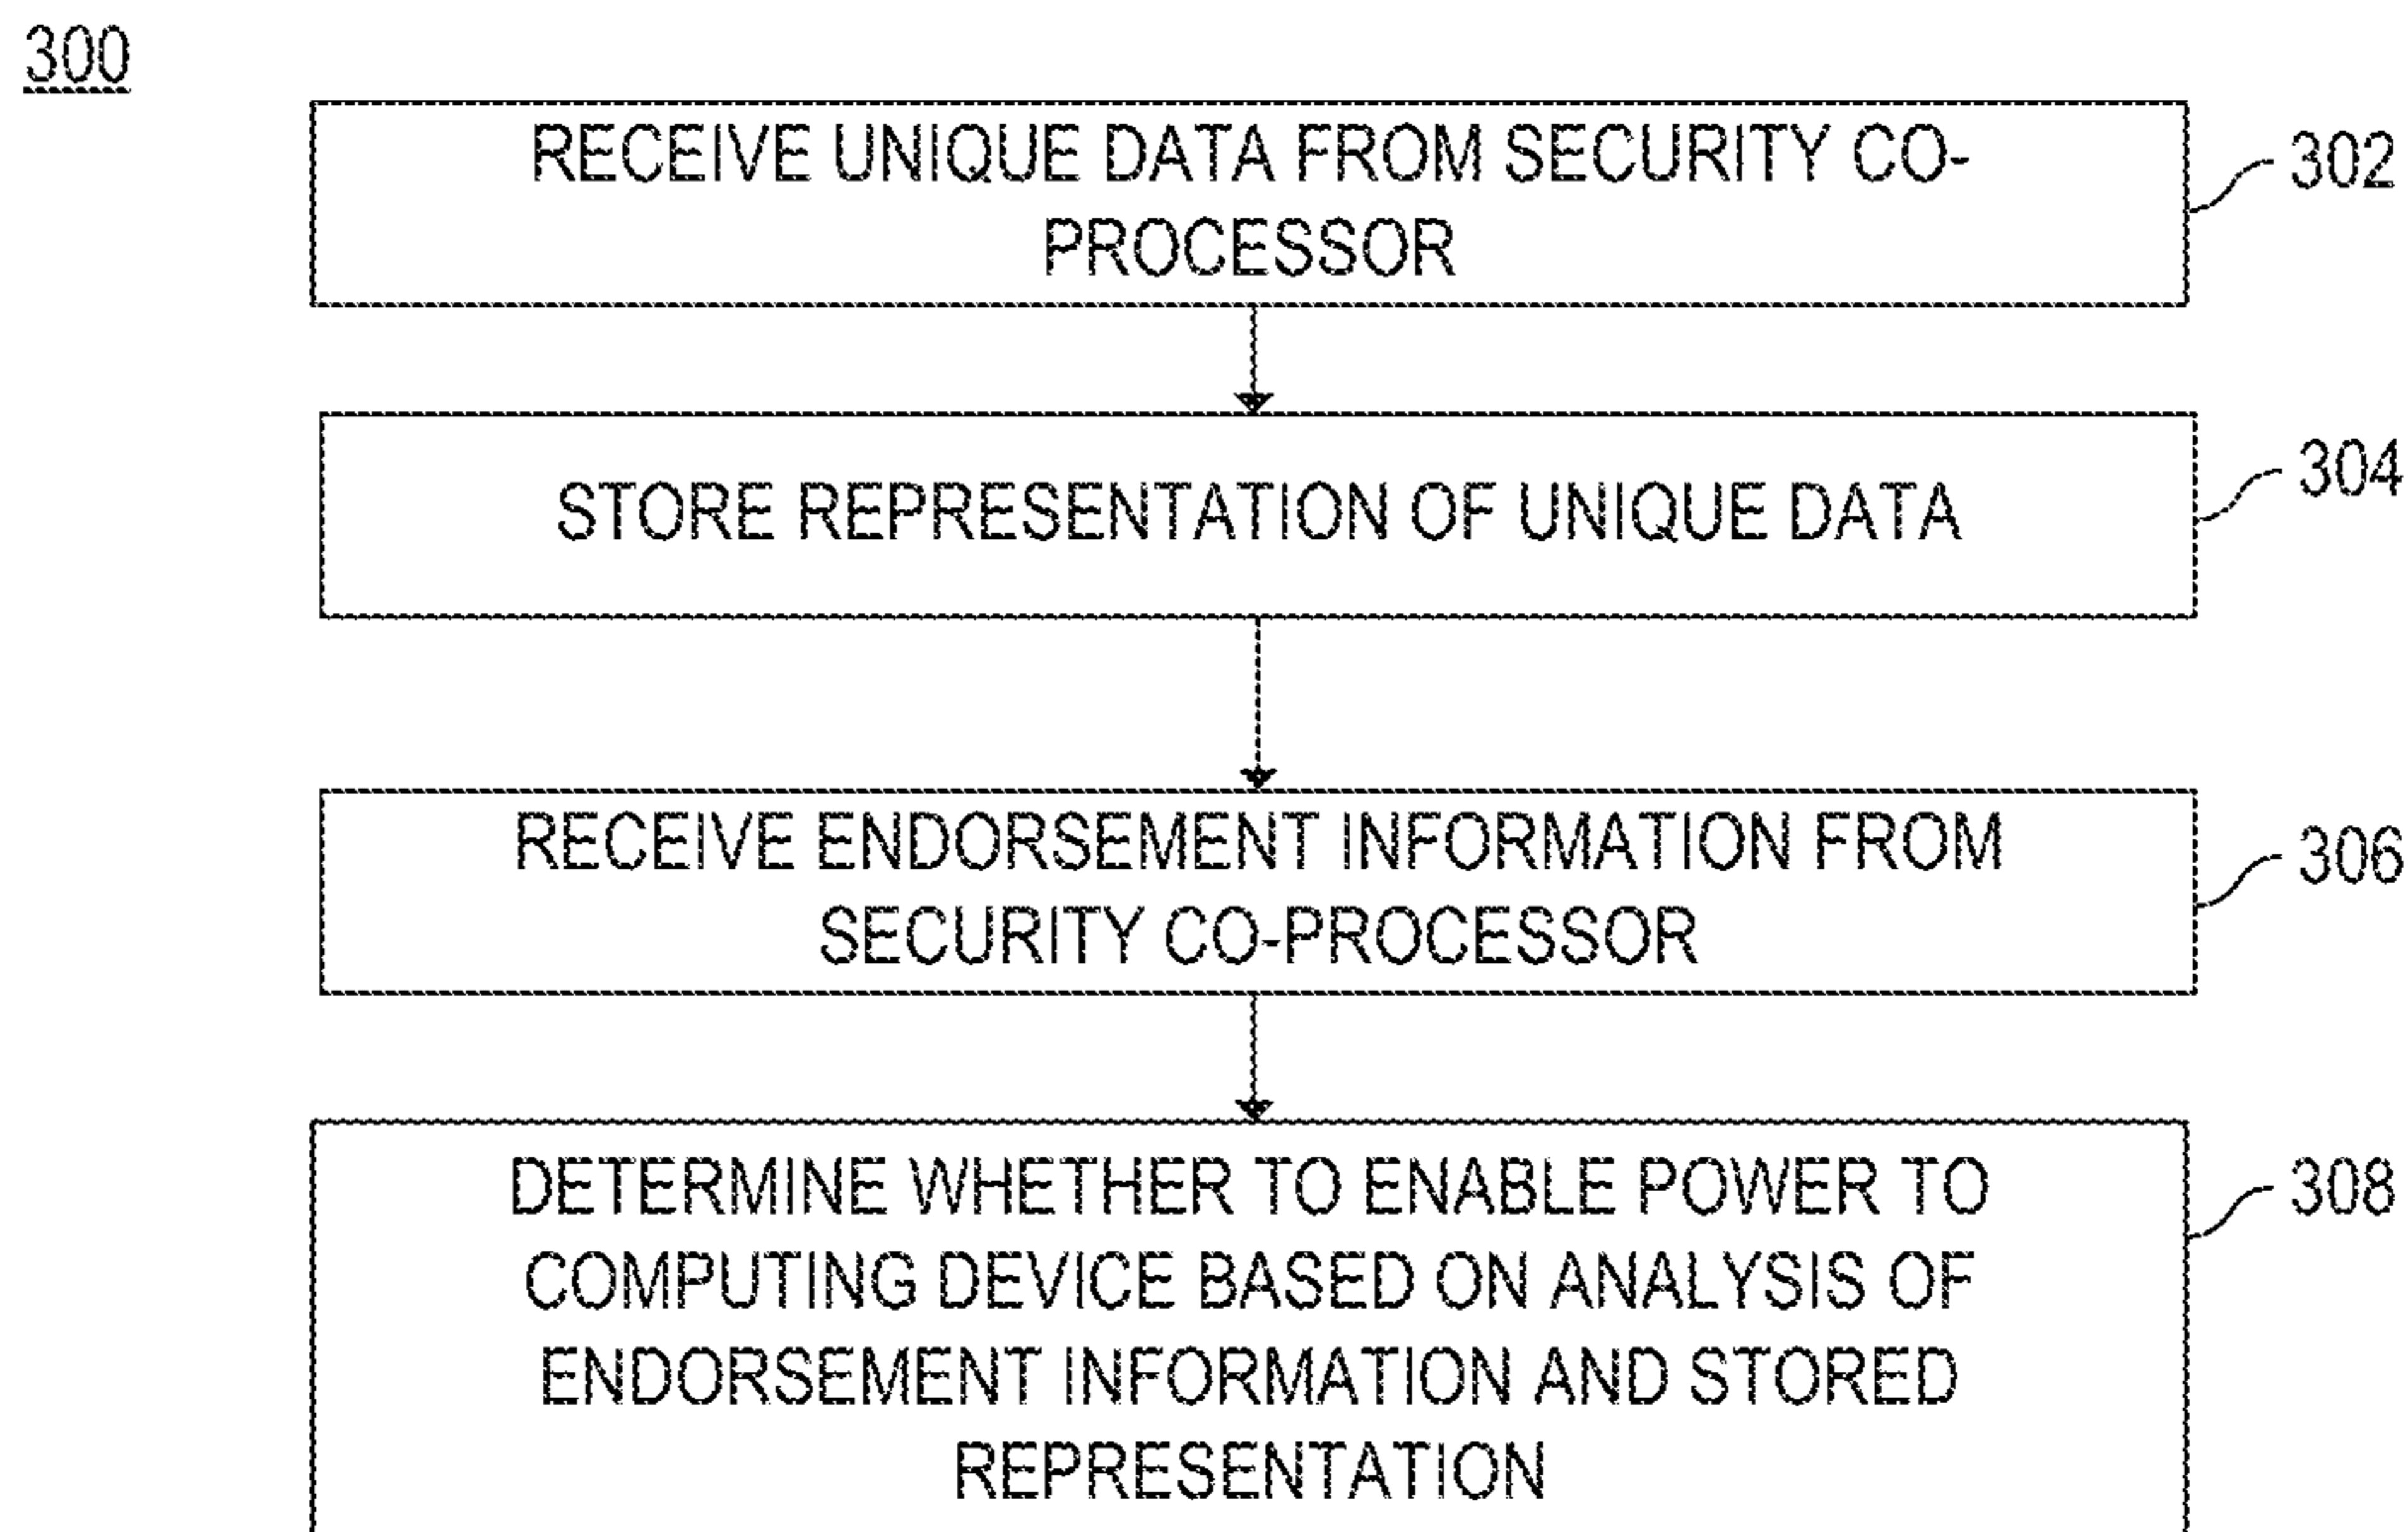 300
RECEIVE UNIQUE DATA FROM SECURITY CO-
PROCESSOR
302
STORE REPRESENTATION OF UNIQUE DATA
304
RECEIVE ENDORSEMENT INFORMATION FROM
SECURITY CO-PROCESSOR
306
DETERMINE WHETHER TO ENABLE POWER TO
COMPUTING DEVICE BASED ON ANALYSIS OF
ENDORSEMENT INFORMATION AND STORED
REPRESENTATION
308